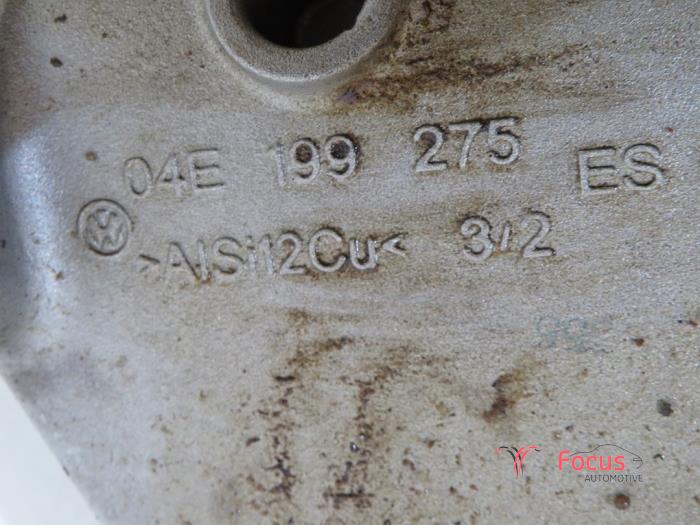 04E 199 275 ES
>AlSi12Cu< 3/2
Focus
AUTOMOTIVE